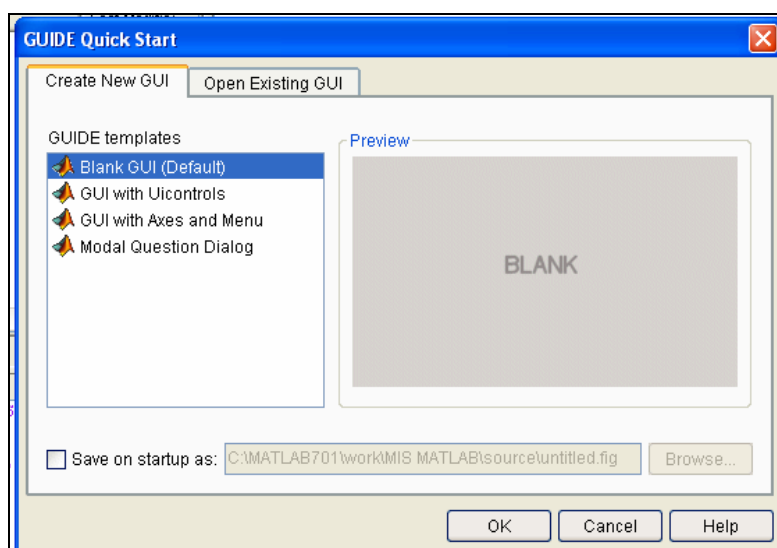 GUIDE Quick Start
Create New GUI
Open Existing GUI
GUIDE templates
Blank GUI (Default)
GUI with Uicontrols
GUI with Axes and Menu
Modal Question Dialog
Preview
BLANK
Save on startup as:
C:\MATLAB701\work\MIS MATLAB\source\untitled.fig
Browse...
OK
Cancel
Help